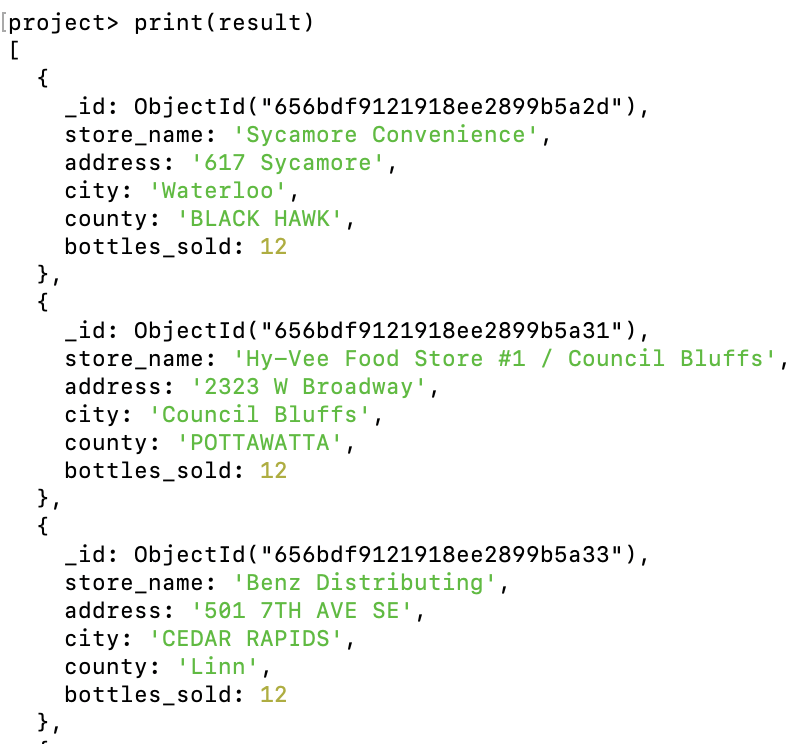 [project> print(result)
[
  {
    _id: ObjectId("656bdf9121918ee2899b5a2d"),
    store_name: 'Sycamore Convenience',
    address: '617 Sycamore',
    city: 'Waterloo',
    county: 'BLACK HAWK',
    bottles_sold: 12
  },
  {
    _id: ObjectId("656bdf9121918ee2899b5a31"),
    store_name: 'Hy-Vee Food Store #1 / Council Bluffs',
    address: '2323 W Broadway',
    city: 'Council Bluffs',
    county: 'POTTAWATTA',
    bottles_sold: 12
  },
  {
    _id: ObjectId("656bdf9121918ee2899b5a33"),
    store_name: 'Benz Distributing',
    address: '501 7TH AVE SE',
    city: 'CEDAR RAPIDS',
    county: 'Linn',
    bottles_sold: 12
  },